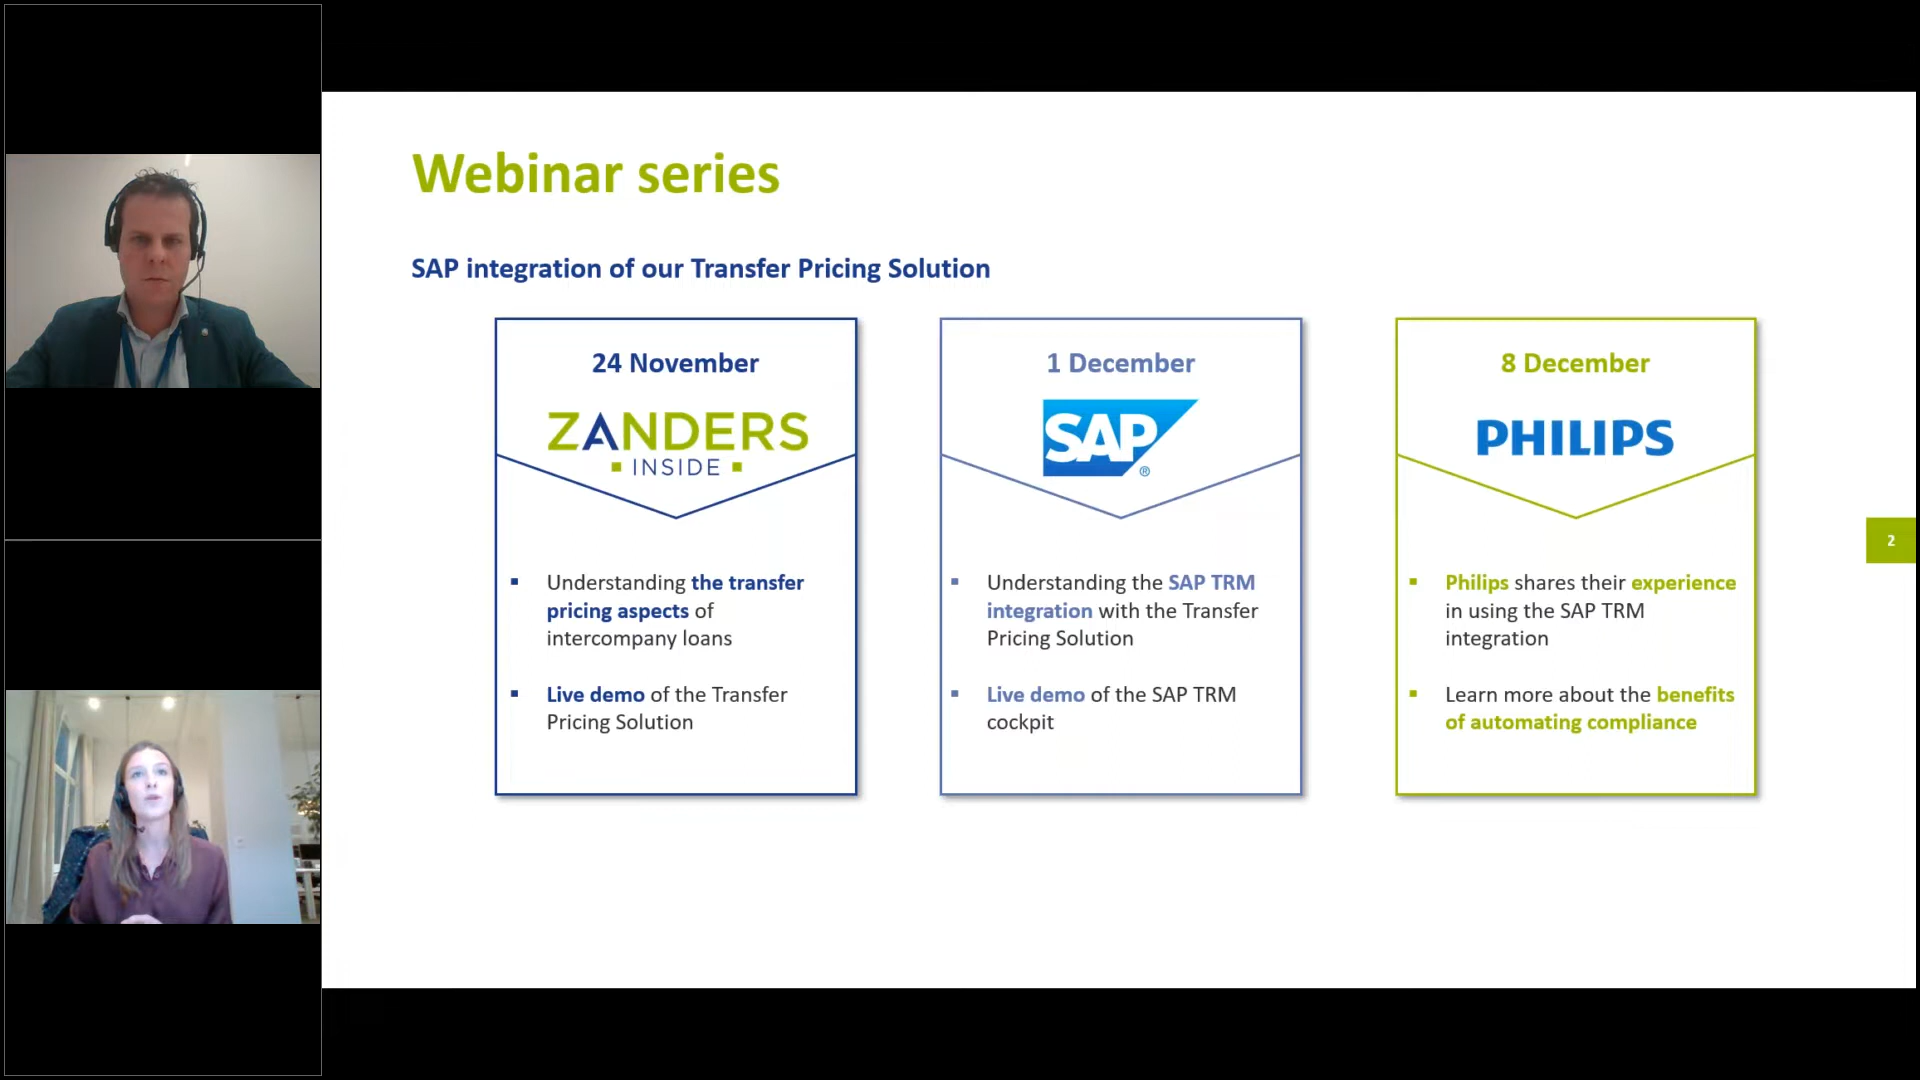 Webinar series
SAP integration of our Transfer Pricing Solution
24 November
ZANDERS
INSIDE
▪ Understanding the transfer
pricing aspects of
intercompany loans
▪ Live demo of the Transfer
Pricing Solution
1 December
SAP®
▪ Understanding the SAP TRM
integration with the Transfer
Pricing Solution
▪ Live demo of the SAP TRM
cockpit
8 December
PHILIPS
▪ Philips shares their experience
in using the SAP TRM
integration
▪ Learn more about the benefits
of automating compliance
2